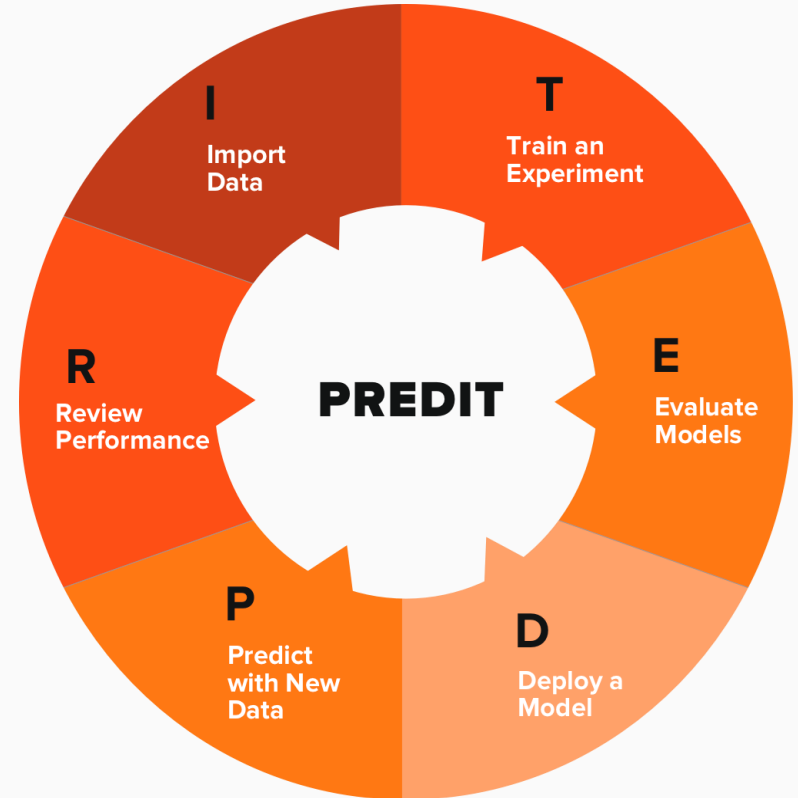 I
Import
Data
T
Train an
Experiment
E
Evaluate
Models
D
Deploy a
Model
P
Predict
with New
Data
R
Review
Performance
PREDIT